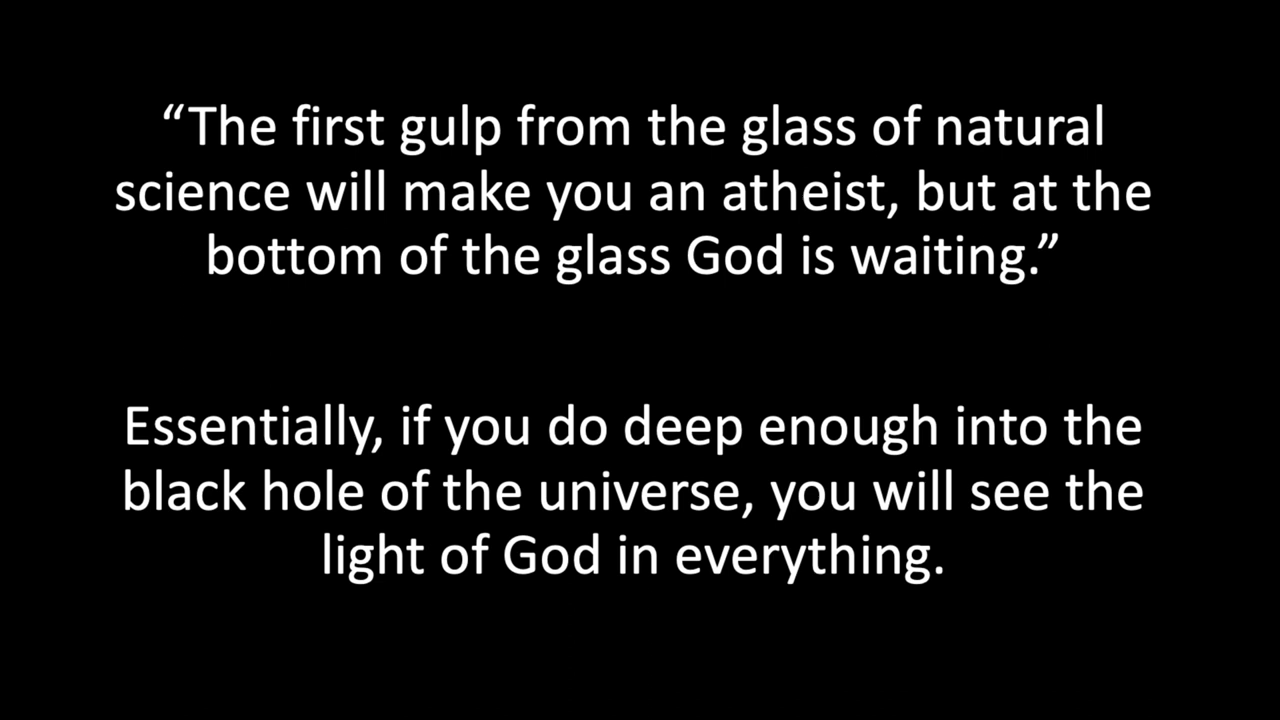 “The first gulp from the glass of natural
science will make you an atheist, but at the
bottom of the glass God is waiting.”
Essentially, if you do deep enough into the
black hole of the universe, you will see the
light of God in everything.